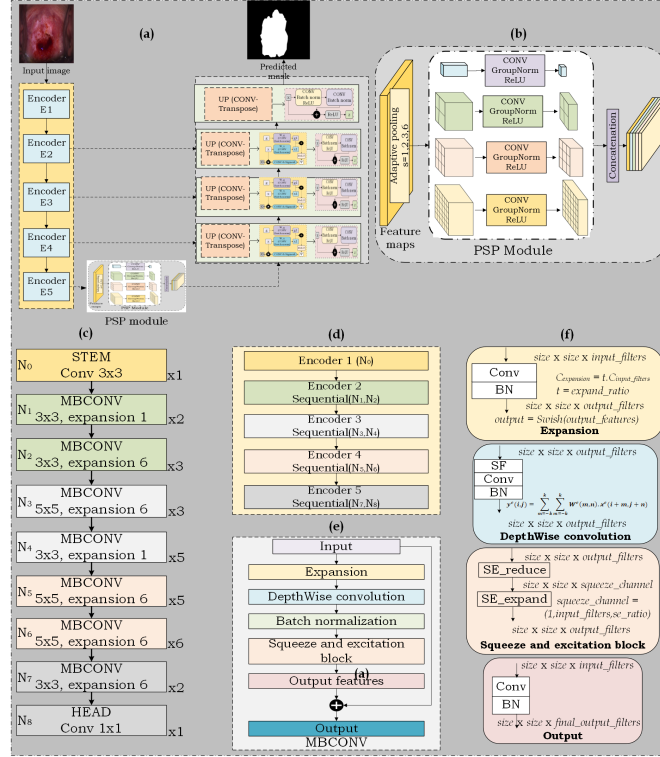 (a)
(b)
Input image
Predicted
mask
Encoder
E1
Encoder
E2
Encoder
E3
Encoder
E4
Encoder
E5
UP (CONV-
Transpose)
CONV
Batch norm
ReLU
UP (CONV-
Transpose)
UP (CONV-
Transpose)
UP (CONV-
Transpose)
PSP module
Adaptive pooling
s=1,2,3,6
Feature
maps
CONV
GroupNorm
ReLU
CONV
GroupNorm
ReLU
CONV
GroupNorm
ReLU
CONV
GroupNorm
ReLU
Concatenation
PSP Module
(c)
N₀ STEM
Conv 3x3 x1
N₁ MBCONV
3x3, expansion 1 x2
N₂ MBCONV
3x3, expansion 6 x3
N₃ MBCONV
5x5, expansion 6 x3
N₄ MBCONV
3x3, expansion 1 x5
N₅ MBCONV
5x5, expansion 6 x5
N₆ MBCONV
5x5, expansion 6 x6
N₇ MBCONV
3x3, expansion 6 x2
N₈ HEAD
Conv 1x1 x1
(d)
Encoder 1 (N₀)
Encoder 2
Sequential(N₁,N₂)
Encoder 3
Sequential(N₃,N₄)
Encoder 4
Sequential(N₅,N₆)
Encoder 5
Sequential(N₇,N₈)
(e)
Input
Expansion
DepthWise convolution
Batch normalization
Squeeze and excitation
block
(a)
Output features
Output
MBCONV
(f)
size x size x input_filters
Conv
BN
C_expansion = t.C_input_filters
t = expand_ratio
size x size x output_filters
output = Swish(output_features)
Expansion
size x size x output_filters
SF
Conv
BN
size x size x output_filters
DepthWise convolution
size x size x output_filters
SE_reduce
size x size x squeeze_channel
SE_expand
squeeze_channel =
(1,input_filters,se_ratio)
size x size x output_filters
Squeeze and excitation block
size x size x input_filters
Conv
BN
size x size x final_output_filters
Output